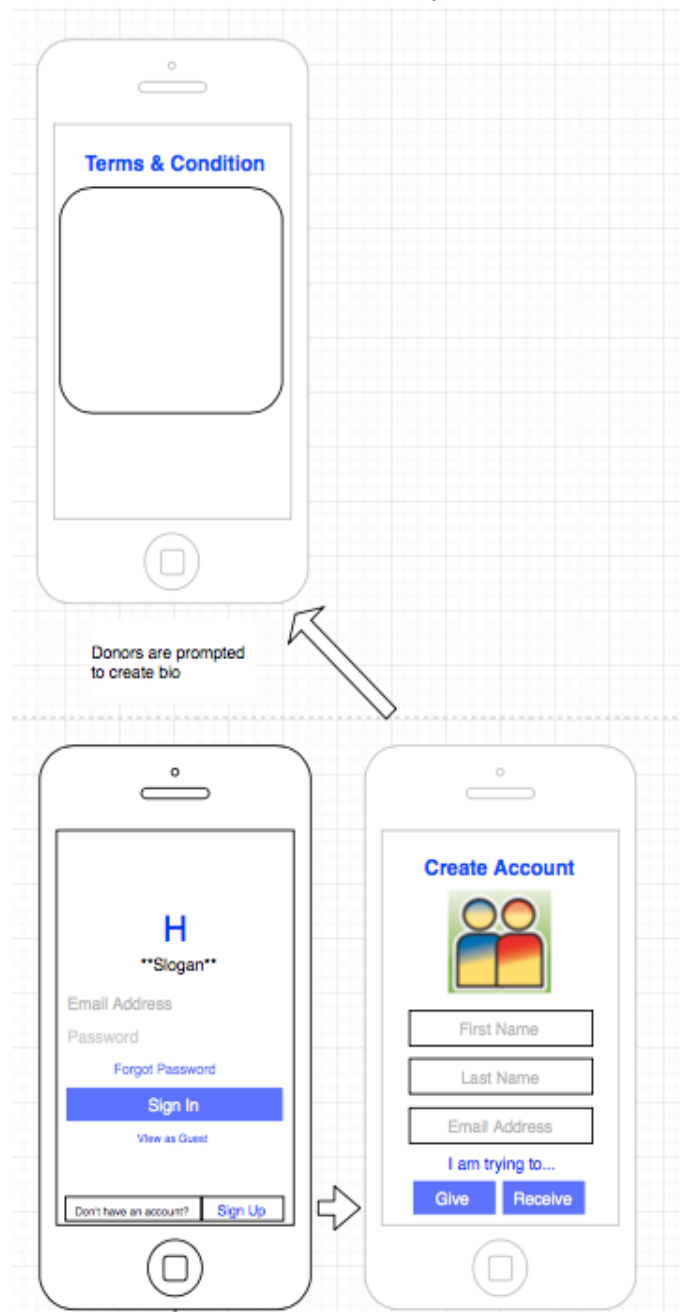 Terms & Condition
Donors are prompted
to create bio
H
**Slogan**
Email Address
Password
Forgot Password
Sign In
View as Guest
Don't have an account? Sign Up
Create Account
First Name
Last Name
Email Address
I am trying to...
Give Receive